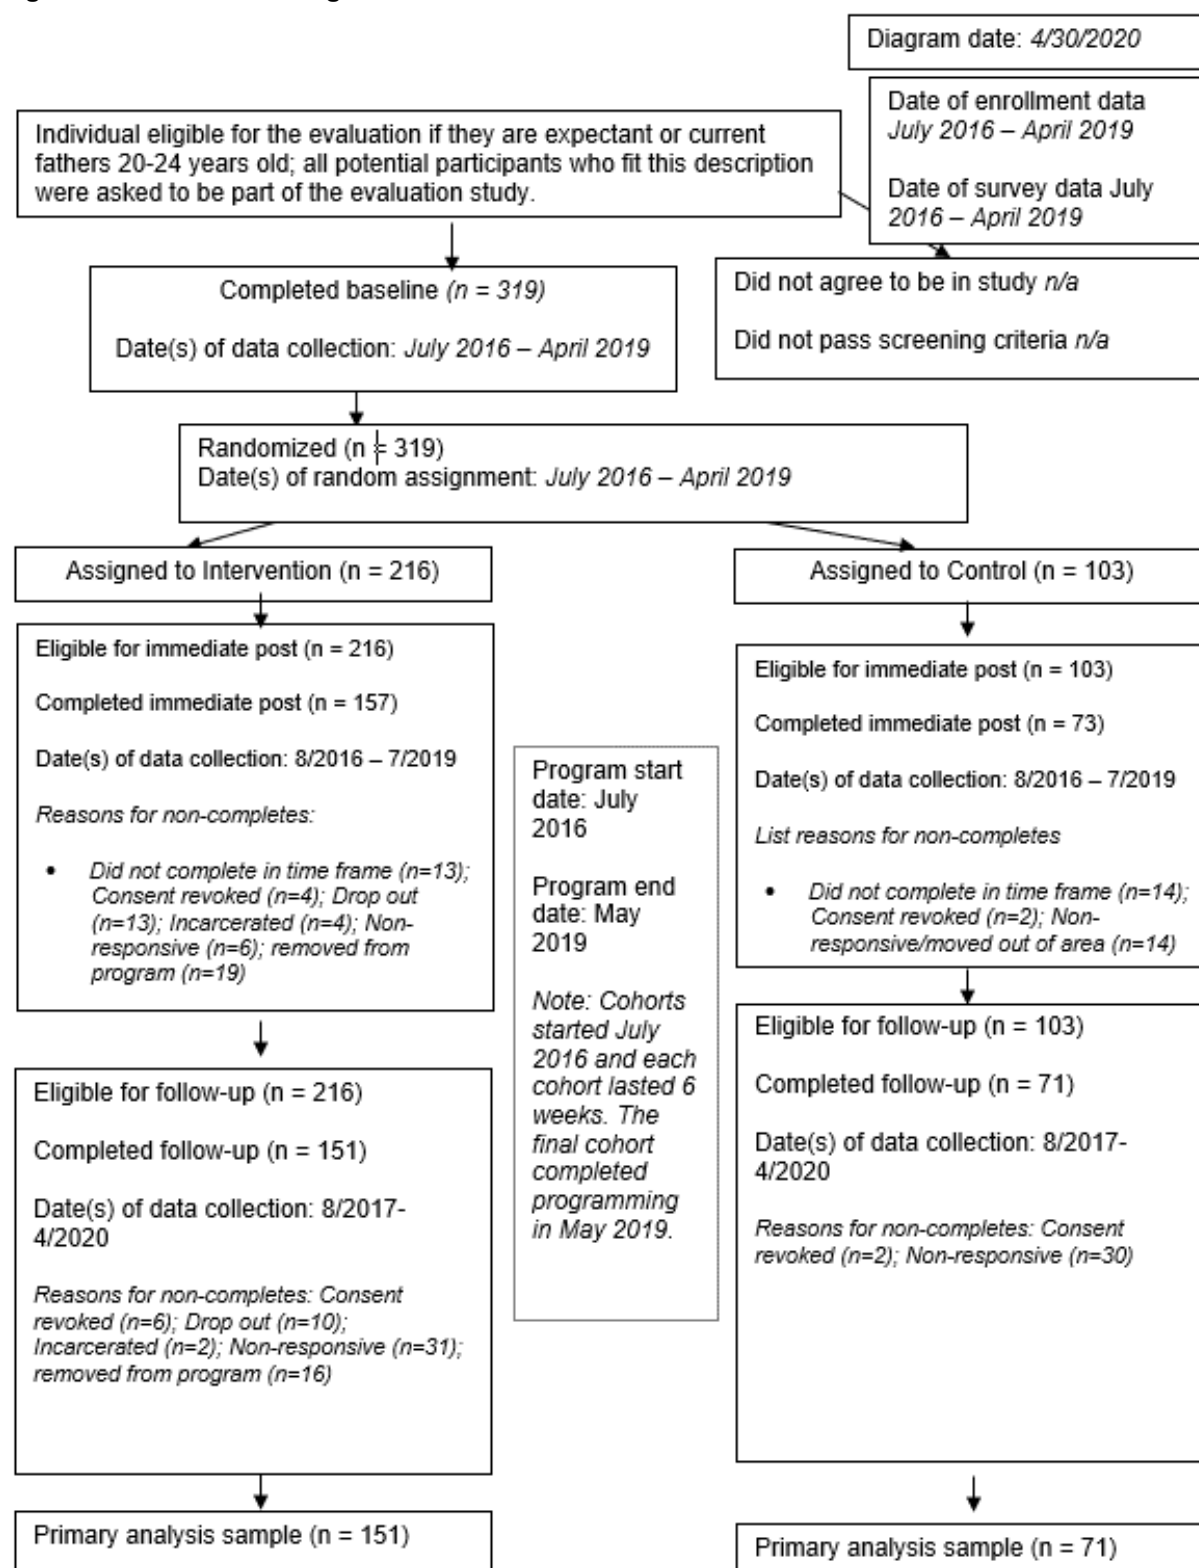 Diagram date: 4/30/2020
Date of enrollment data
July 2016 – April 2019
Date of survey data July
2016 – April 2019
Individual eligible for the evaluation if they are expectant or current
fathers 20-24 years old; all potential participants who fit this description
were asked to be part of the evaluation study.
Completed baseline (n = 319)
Date(s) of data collection: July 2016 – April 2019
Did not agree to be in study n/a
Did not pass screening criteria n/a
Randomized (n = 319)
Date(s) of random assignment: July 2016 – April 2019
Assigned to Intervention (n = 216)
Assigned to Control (n = 103)
Eligible for immediate post (n = 216)
Completed immediate post (n = 157)
Date(s) of data collection: 8/2016 – 7/2019
Reasons for non-completes:
• Did not complete in time frame (n=13);
Consent revoked (n=4); Drop out
(n=13); Incarcerated (n=4); Non-
responsive (n=6); removed from
program (n=19)
Eligible for immediate post (n = 103)
Completed immediate post (n = 73)
Date(s) of data collection: 8/2016 – 7/2019
List reasons for non-completes
• Did not complete in time frame (n=14);
Consent revoked (n=2); Non-
responsive/moved out of area (n=14)
Program start
date: July
2016
Program end
date: May
2019
Note: Cohorts
started July
2016 and each
cohort lasted 6
weeks. The
final cohort
completed
programming
in May 2019.
Eligible for follow-up (n = 216)
Completed follow-up (n = 151)
Date(s) of data collection: 8/2017-
4/2020
Reasons for non-completes: Consent
revoked (n=6); Drop out (n=10);
Incarcerated (n=2); Non-responsive (n=31);
removed from program (n=16)
Eligible for follow-up (n = 103)
Completed follow-up (n = 71)
Date(s) of data collection: 8/2017-
4/2020
Reasons for non-completes: Consent
revoked (n=2); Non-responsive (n=30)
Primary analysis sample (n = 151)
Primary analysis sample (n = 71)